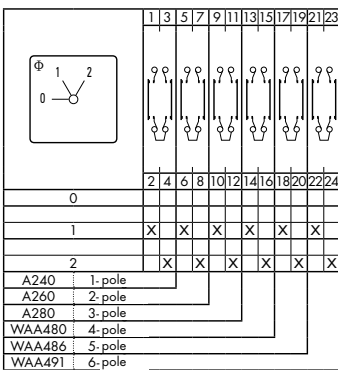 1 3 5 7 9 11 13 15 17 19 21 23
Φ 1 2
0
2 4 6 8 10 12 14 16 18 20 22 24
0
1 X X X X X X
2 X X X X X X
A240 1-pole
A260 2-pole
A280 3-pole
WAA480 4-pole
WAA486 5-pole
WAA491 6-pole